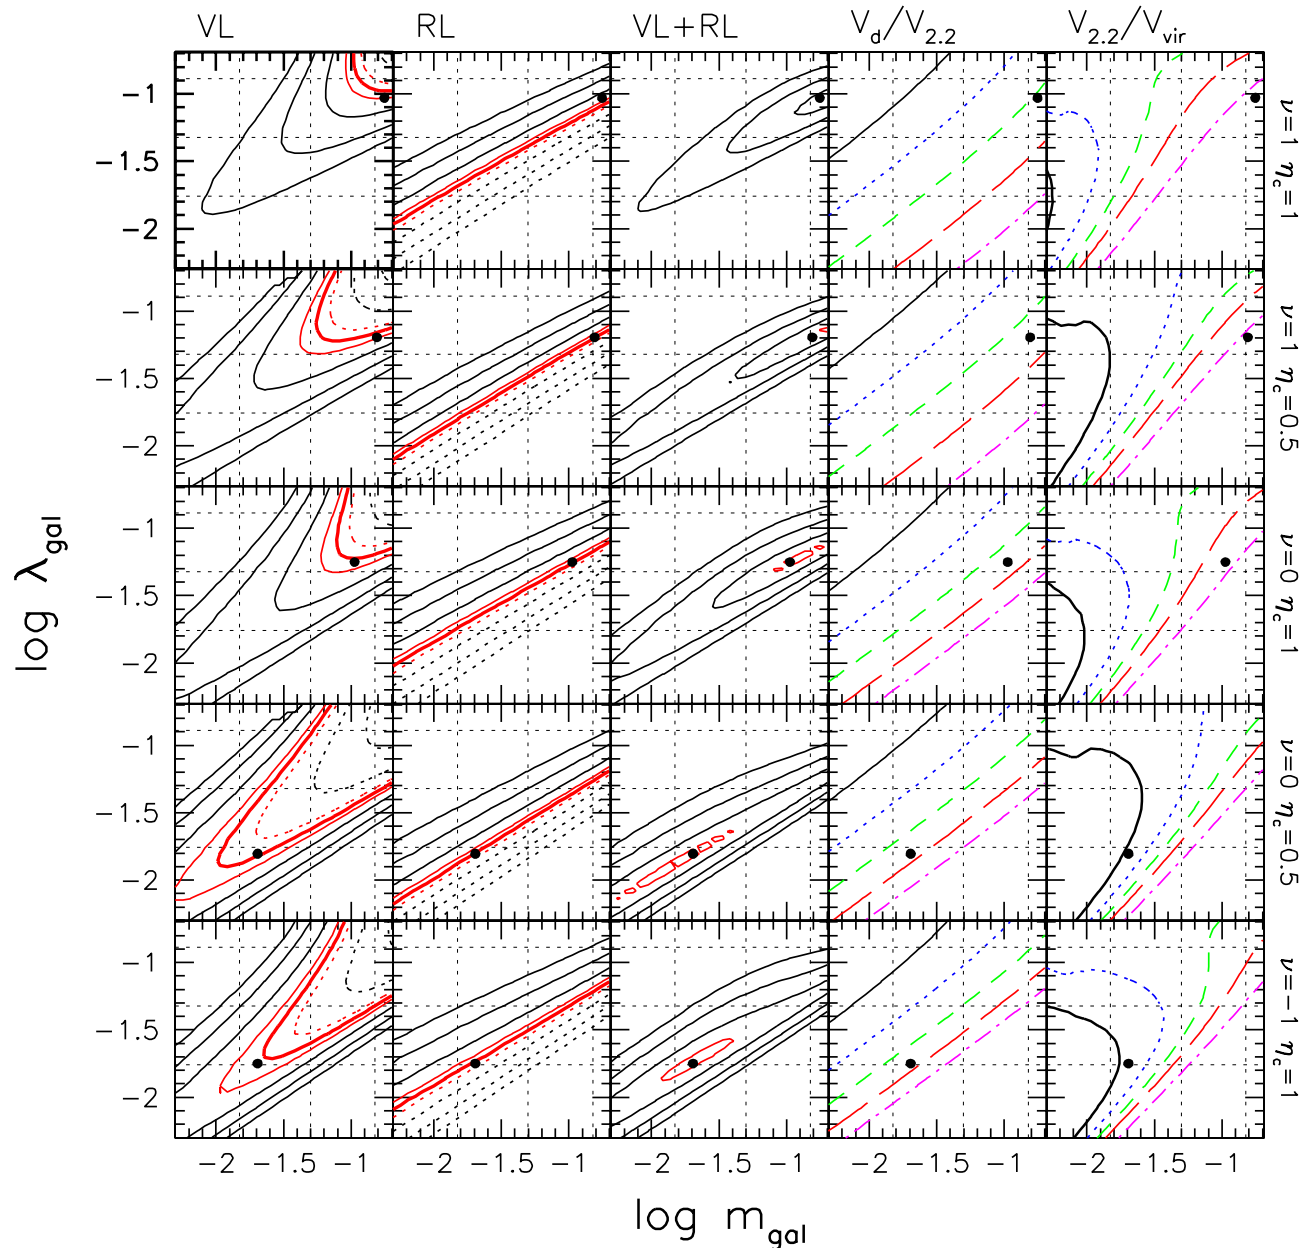 VL RL VL+RL V_d/V_2.2 V_2.2/V_vir
−1 −1.5 −2 ν=1 η_c=1
−1 −1.5 −2 ν=1 η_c=0.5
−1 −1.5 −2 ν=0 η_c=1
−1 −1.5 −2 ν=0 η_c=0.5
−1 −1.5 −2 ν=−1 η_c=1
log λ_gal
−2 −1.5 −1 −2 −1.5 −1 −2 −1.5 −1 −2 −1.5 −1 −2 −1.5 −1
log m_gal